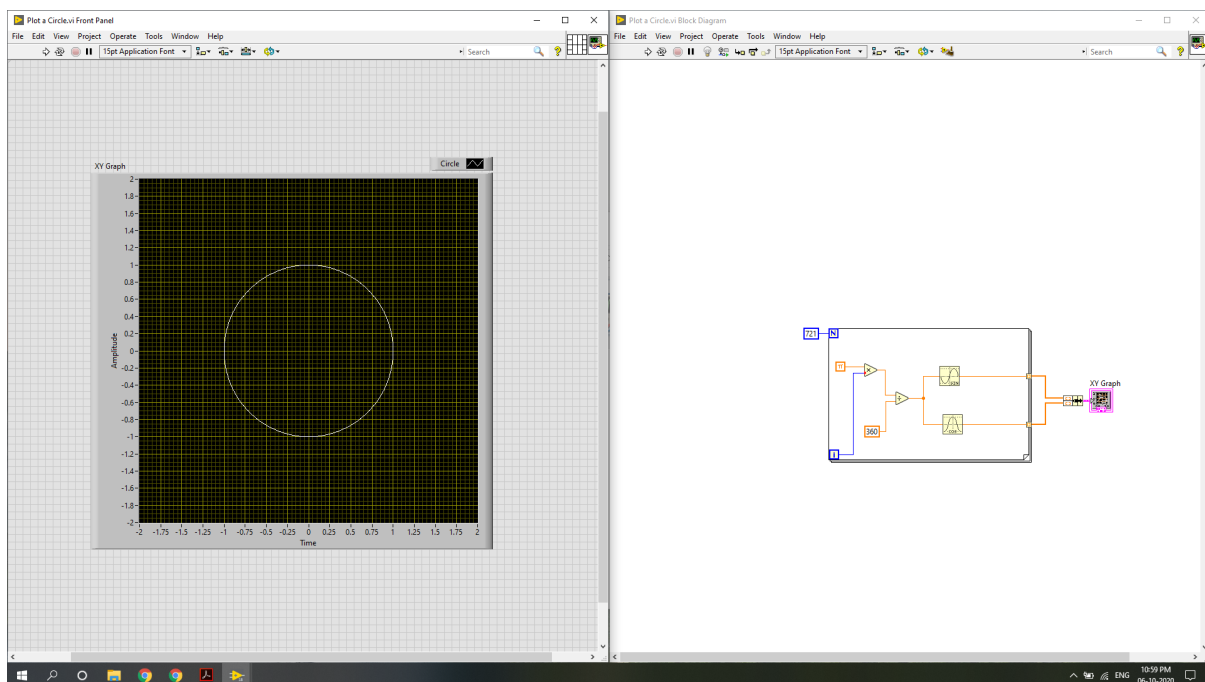 Plot a Circle.vi Front Panel
File Edit View Project Operate Tools Window Help
15pt Application Font
Search
XY Graph
Circle
2
1.8
1.6
1.4
1.2
1
0.8
0.6
0.4
0.2
0
-0.2
-0.4
-0.6
-0.8
-1
-1.2
-1.4
-1.6
-1.8
-2
Amplitude
-2 -1.75 -1.5 -1.25 -1 -0.75 -0.5 -0.25 0 0.25 0.5 0.75 1 1.25 1.5 1.75 2
Time
Plot a Circle.vi Block Diagram
File Edit View Project Operate Tools Window Help
15pt Application Font
Search
721 N
π
360
i
SIN
COS
XY Graph
ENG
10:59 PM
06-10-2020